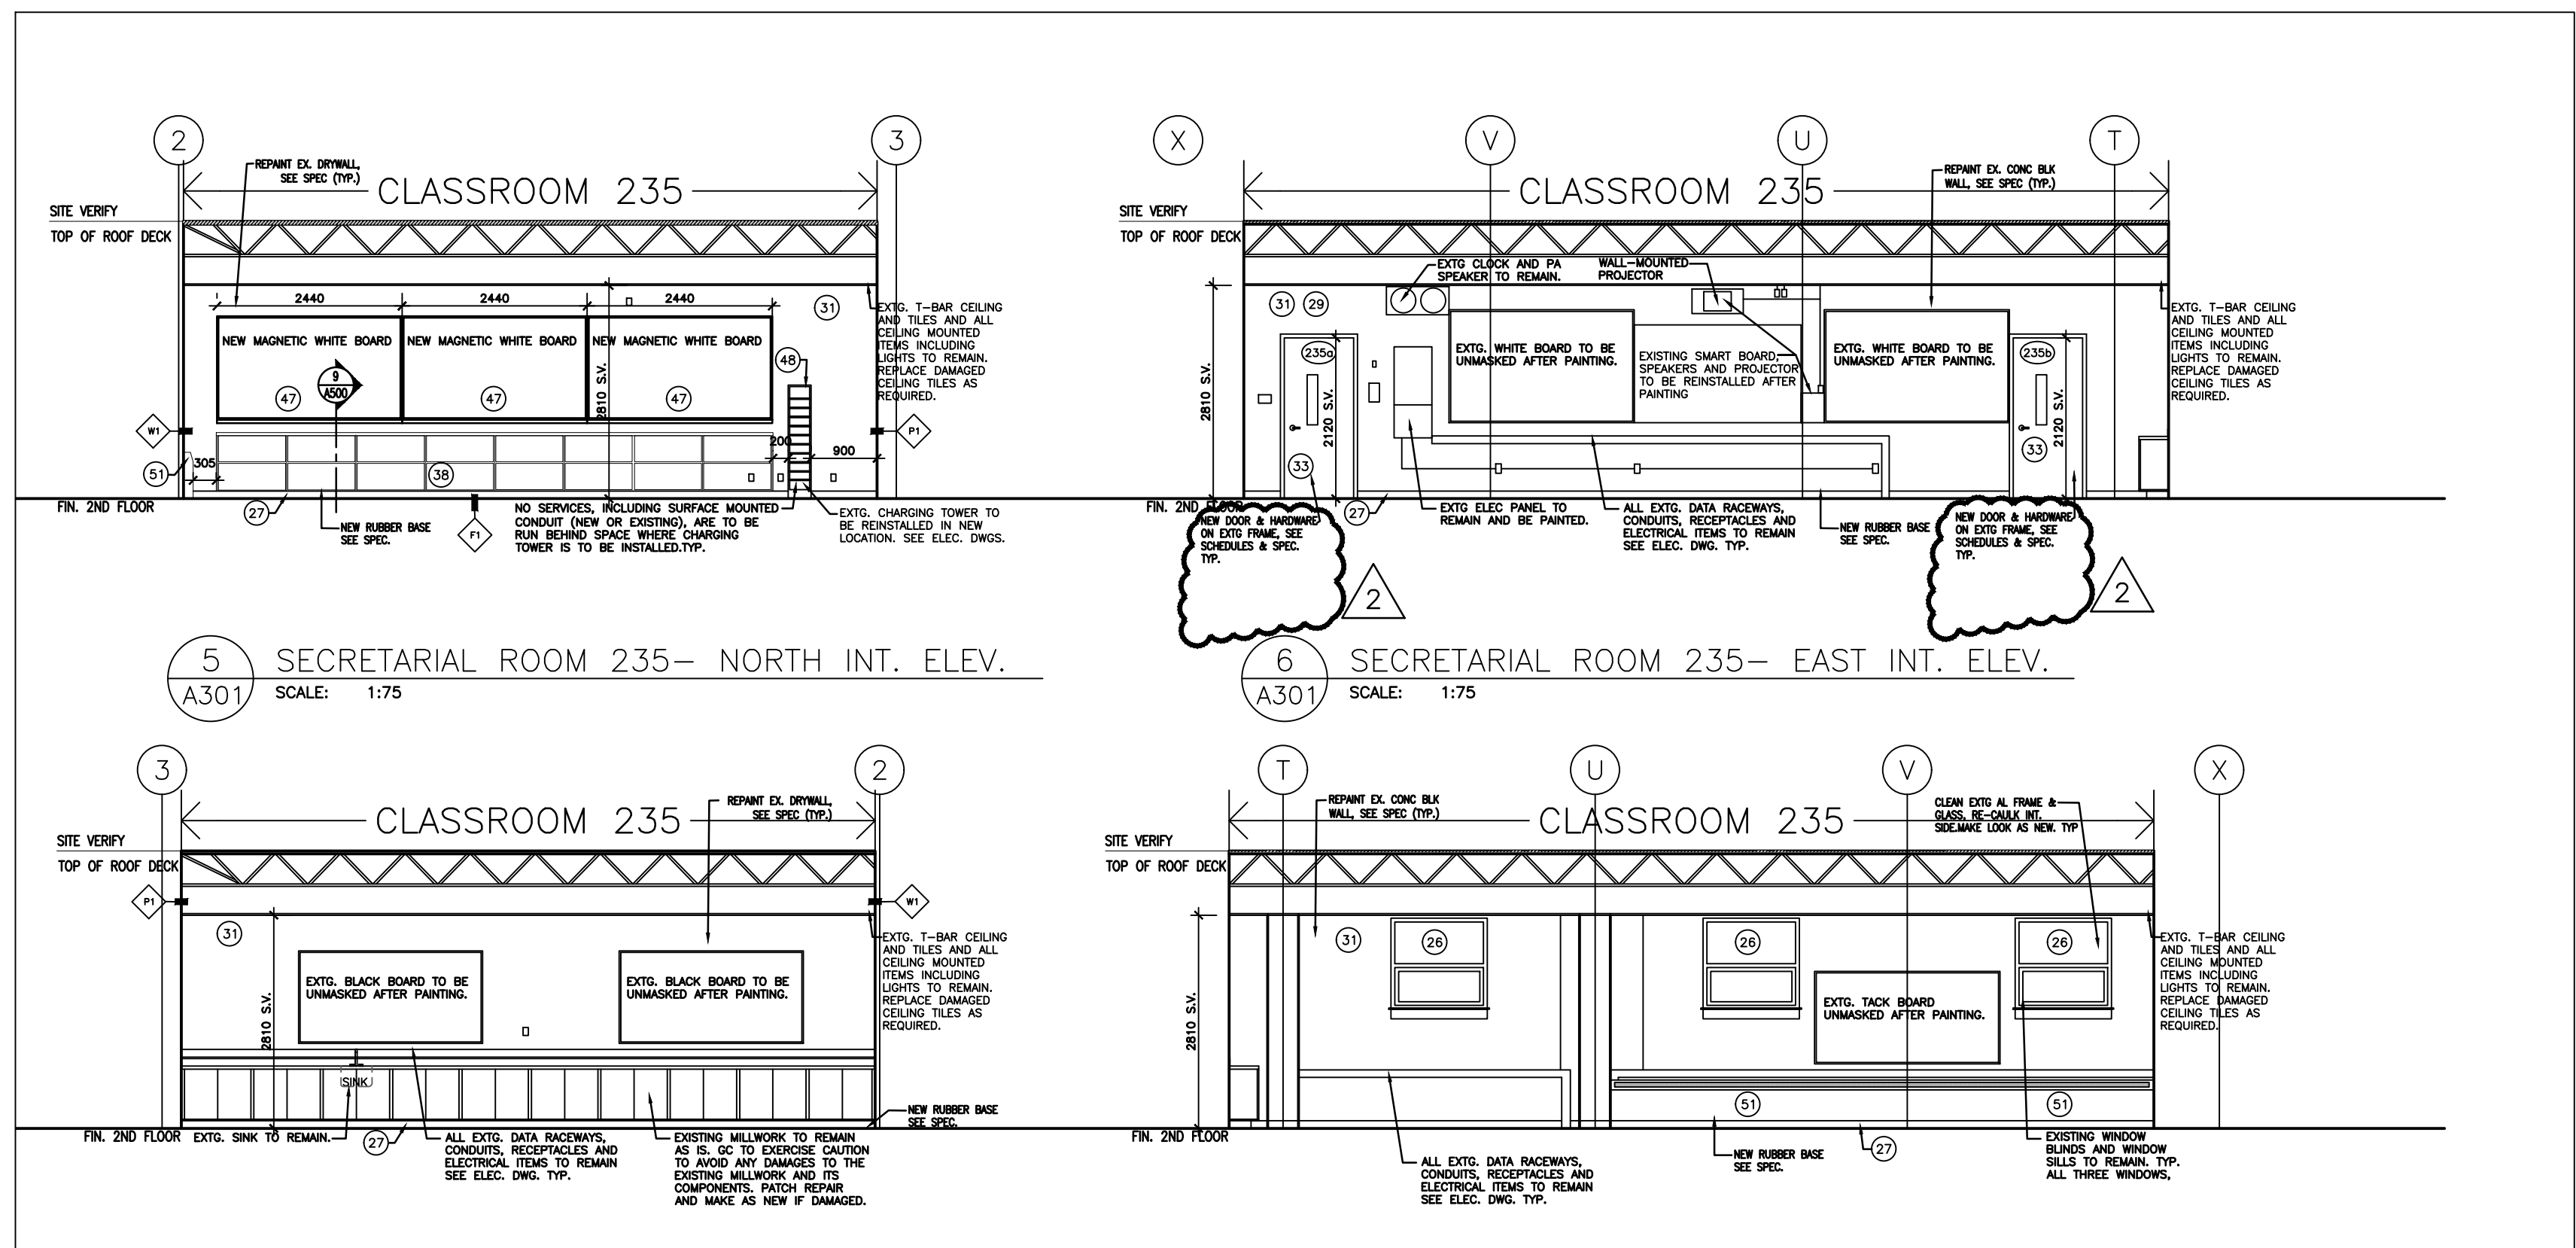 2
3
REPAINT EX. DRYWALL,
SEE SPEC (TYP.)
CLASSROOM 235
SITE VERIFY
TOP OF ROOF DECK
2440
2440
2440
31
EXTG. T-BAR CEILING
AND TILES AND ALL
CEILING MOUNTED
ITEMS INCLUDING
LIGHTS TO REMAIN.
REPLACE DAMAGED
CEILING TILES AS
REQUIRED.
NEW MAGNETIC WHITE BOARD
NEW MAGNETIC WHITE BOARD
NEW MAGNETIC WHITE BOARD
48
9
A500
47
47
47
2810 S.V.
W1
P1
200
900
51
305
38
FIN. 2ND FLOOR
27
NEW RUBBER BASE
SEE SPEC.
F1
NO SERVICES, INCLUDING SURFACE MOUNTED
CONDUIT (NEW OR EXISTING), ARE TO BE
RUN BEHIND SPACE WHERE CHARGING
TOWER IS TO BE INSTALLED.TYP.
EXTG. CHARGING TOWER TO
BE REINSTALLED IN NEW
LOCATION. SEE ELEC. DWGS.
5
A301
SECRETARIAL ROOM 235- NORTH INT. ELEV.
SCALE: 1:75
X
V
U
T
REPAINT EX. CONC BLK
WALL, SEE SPEC (TYP.)
CLASSROOM 235
SITE VERIFY
TOP OF ROOF DECK
EXTG CLOCK AND PA
SPEAKER TO REMAIN.
WALL-MOUNTED
PROJECTOR
31
29
EXTG. T-BAR CEILING
AND TILES AND ALL
CEILING MOUNTED
ITEMS INCLUDING
LIGHTS TO REMAIN.
REPLACE DAMAGED
CEILING TILES AS
REQUIRED.
235a
EXTG. WHITE BOARD TO BE
UNMASKED AFTER PAINTING.
EXISTING SMART BOARD,
SPEAKERS AND PROJECTOR
TO BE REINSTALLED AFTER
PAINTING
EXTG. WHITE BOARD TO BE
UNMASKED AFTER PAINTING.
235b
2810 S.V.
2120 S.V.
2120 S.V.
33
33
FIN. 2ND FLOOR
27
NEW DOOR & HARDWARE
ON EXTG FRAME, SEE
SCHEDULES & SPEC.
TYP.
2
EXTG ELEC PANEL TO
REMAIN AND BE PAINTED.
ALL EXTG. DATA RACEWAYS,
CONDUITS, RECEPTACLES AND
ELECTRICAL ITEMS TO REMAIN
SEE ELEC. DWG. TYP.
NEW RUBBER BASE
SEE SPEC.
NEW DOOR & HARDWARE
ON EXTG FRAME, SEE
SCHEDULES & SPEC.
TYP.
2
6
A301
SECRETARIAL ROOM 235- EAST INT. ELEV.
SCALE: 1:75
3
2
REPAINT EX. DRYWALL,
SEE SPEC (TYP.)
CLASSROOM 235
SITE VERIFY
TOP OF ROOF DECK
P1
W1
31
EXTG. T-BAR CEILING
AND TILES AND ALL
CEILING MOUNTED
ITEMS INCLUDING
LIGHTS TO REMAIN.
REPLACE DAMAGED
CEILING TILES AS
REQUIRED.
EXTG. BLACK BOARD TO BE
UNMASKED AFTER PAINTING.
EXTG. BLACK BOARD TO BE
UNMASKED AFTER PAINTING.
2810 S.V.
SINK
NEW RUBBER BASE
SEE SPEC.
FIN. 2ND FLOOR
EXTG. SINK TO REMAIN.
27
ALL EXTG. DATA RACEWAYS,
CONDUITS, RECEPTACLES AND
ELECTRICAL ITEMS TO REMAIN
SEE ELEC. DWG. TYP.
EXISTING MILLWORK TO REMAIN
AS IS. GC TO EXERCISE CAUTION
TO AVOID ANY DAMAGES TO THE
EXISTING MILLWORK AND ITS
COMPONENTS. PATCH REPAIR
AND MAKE AS NEW IF DAMAGED.
T
U
V
X
REPAINT EX. CONC BLK
WALL, SEE SPEC (TYP.)
CLASSROOM 235
CLEAN EXTG AL FRAME &
GLASS. RE-CAULK INT.
SIDE.MAKE LOOK AS NEW. TYP
SITE VERIFY
TOP OF ROOF DECK
31
26
26
26
EXTG. T-BAR CEILING
AND TILES AND ALL
CEILING MOUNTED
ITEMS INCLUDING
LIGHTS TO REMAIN.
REPLACE DAMAGED
CEILING TILES AS
REQUIRED.
EXTG. TACK BOARD
UNMASKED AFTER PAINTING.
2810 S.V.
51
51
FIN. 2ND FLOOR
ALL EXTG. DATA RACEWAYS,
CONDUITS, RECEPTACLES AND
ELECTRICAL ITEMS TO REMAIN
SEE ELEC. DWG. TYP.
NEW RUBBER BASE
SEE SPEC.
27
EXISTING WINDOW
BLINDS AND WINDOW
SILLS TO REMAIN. TYP.
ALL THREE WINDOWS,